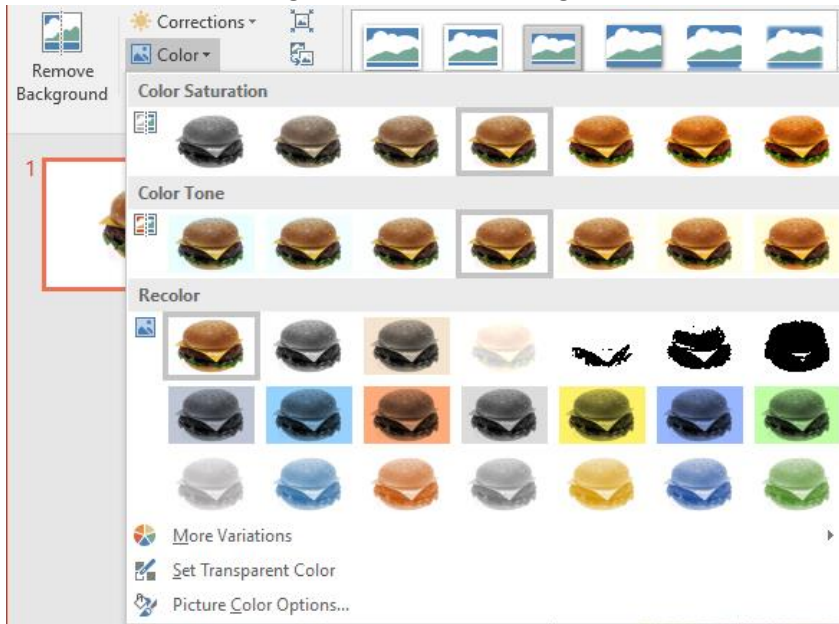 Corrections
Color
Remove
Background
Color Saturation
1
Color Tone
Recolor
More Variations
Set Transparent Color
Picture Color Options...